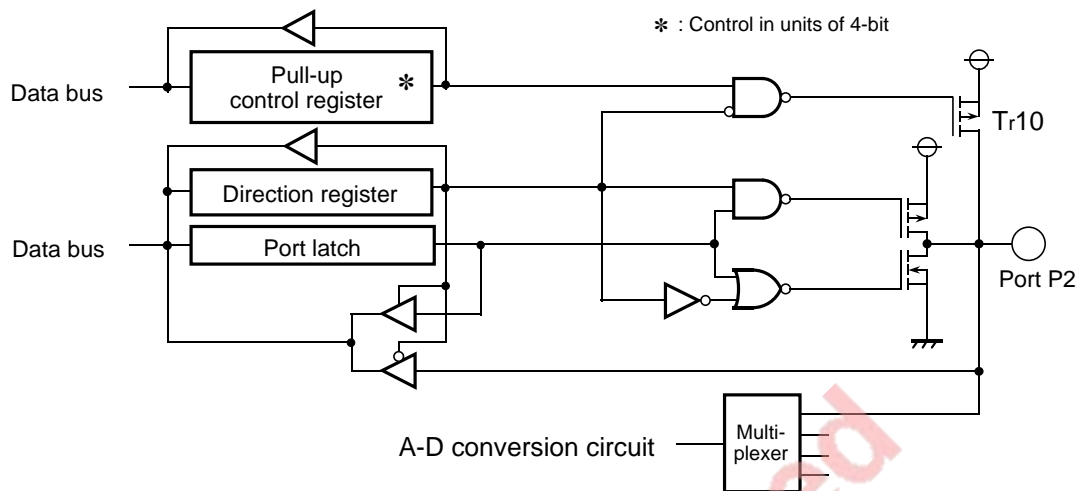 ✻ : Control in units of 4-bit
Data bus
Pull-up
control register ✻
Tr10
Direction register
Data bus
Port latch
Port P2
A-D conversion circuit
Multi-
plexer